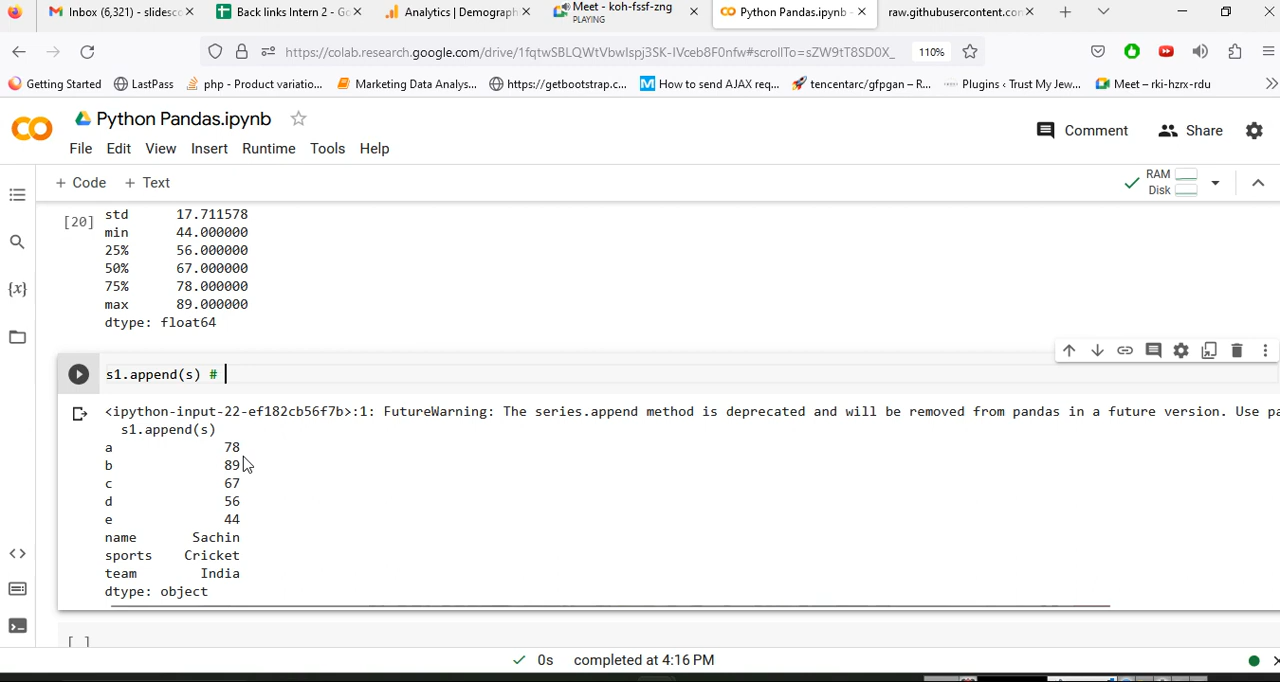 Inbox (6,321) - slidesco
Back links Intern 2 - Go
Analytics | Demograph
Meet - koh-fssf-zng
PLAYING
Python Pandas.ipynb -
raw.githubusercontent.com
https://colab.research.google.com/drive/1fqtwSBLQWtVbwIspj3SK-IVceb8F0nfw#scrollTo=sZW9tT8SD0X_
110%
Getting Started
LastPass
php - Product variatio...
Marketing Data Analys...
https://getbootstrap.c...
How to send AJAX req...
tencentarc/gfpgan – R...
Plugins ‹ Trust My Jew...
Meet – rki-hzrx-rdu
Python Pandas.ipynb
Comment
Share
File Edit View Insert Runtime Tools Help
+ Code + Text
RAM
Disk
[20]
std 17.711578
min 44.000000
25% 56.000000
50% 67.000000
75% 78.000000
max 89.000000
dtype: float64
{x}
s1.append(s) #
<ipython-input-22-ef182cb56f7b>:1: FutureWarning: The series.append method is deprecated and will be removed from pandas in a future version. Use pa
s1.append(s)
a 78
b 89
c 67
d 56
e 44
name Sachin
sports Cricket
team India
dtype: object
[ ]
0s completed at 4:16 PM